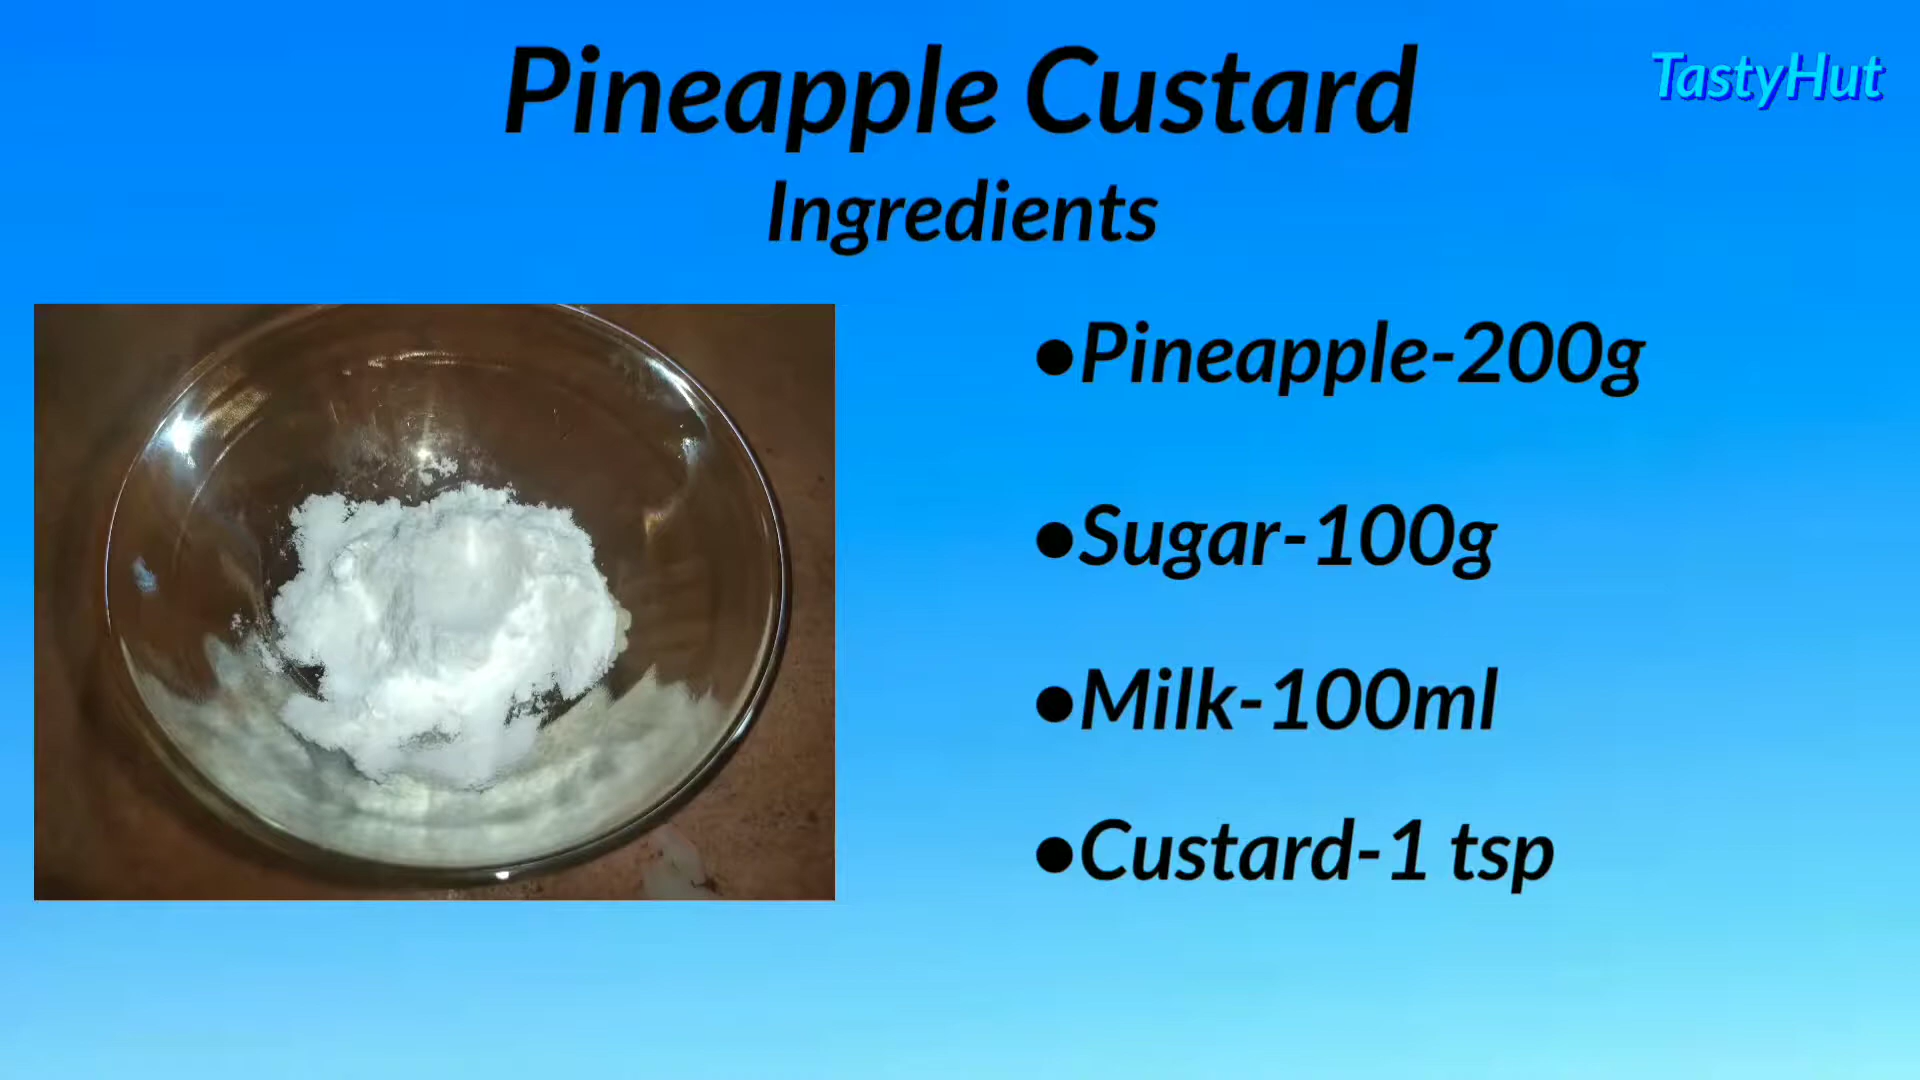 Pineapple Custard
TastyHut
Ingredients
•Pineapple-200g
•Sugar-100g
•Milk-100ml
•Custard-1 tsp